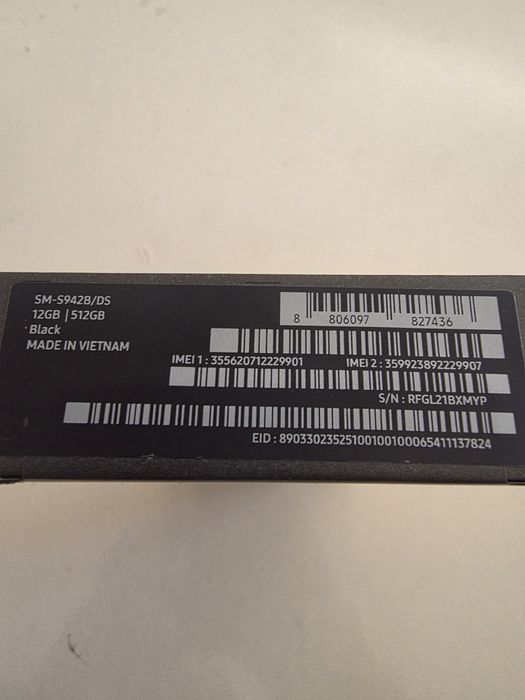 SM-S942B/DS
12GB | 512GB
Black
MADE IN VIETNAM
8 806097 827436
IMEI 1 : 355620712229901 IMEI 2 : 359923892229907
S/N : RFGL21BXMYP
EID : 89033023525100100100065411137824